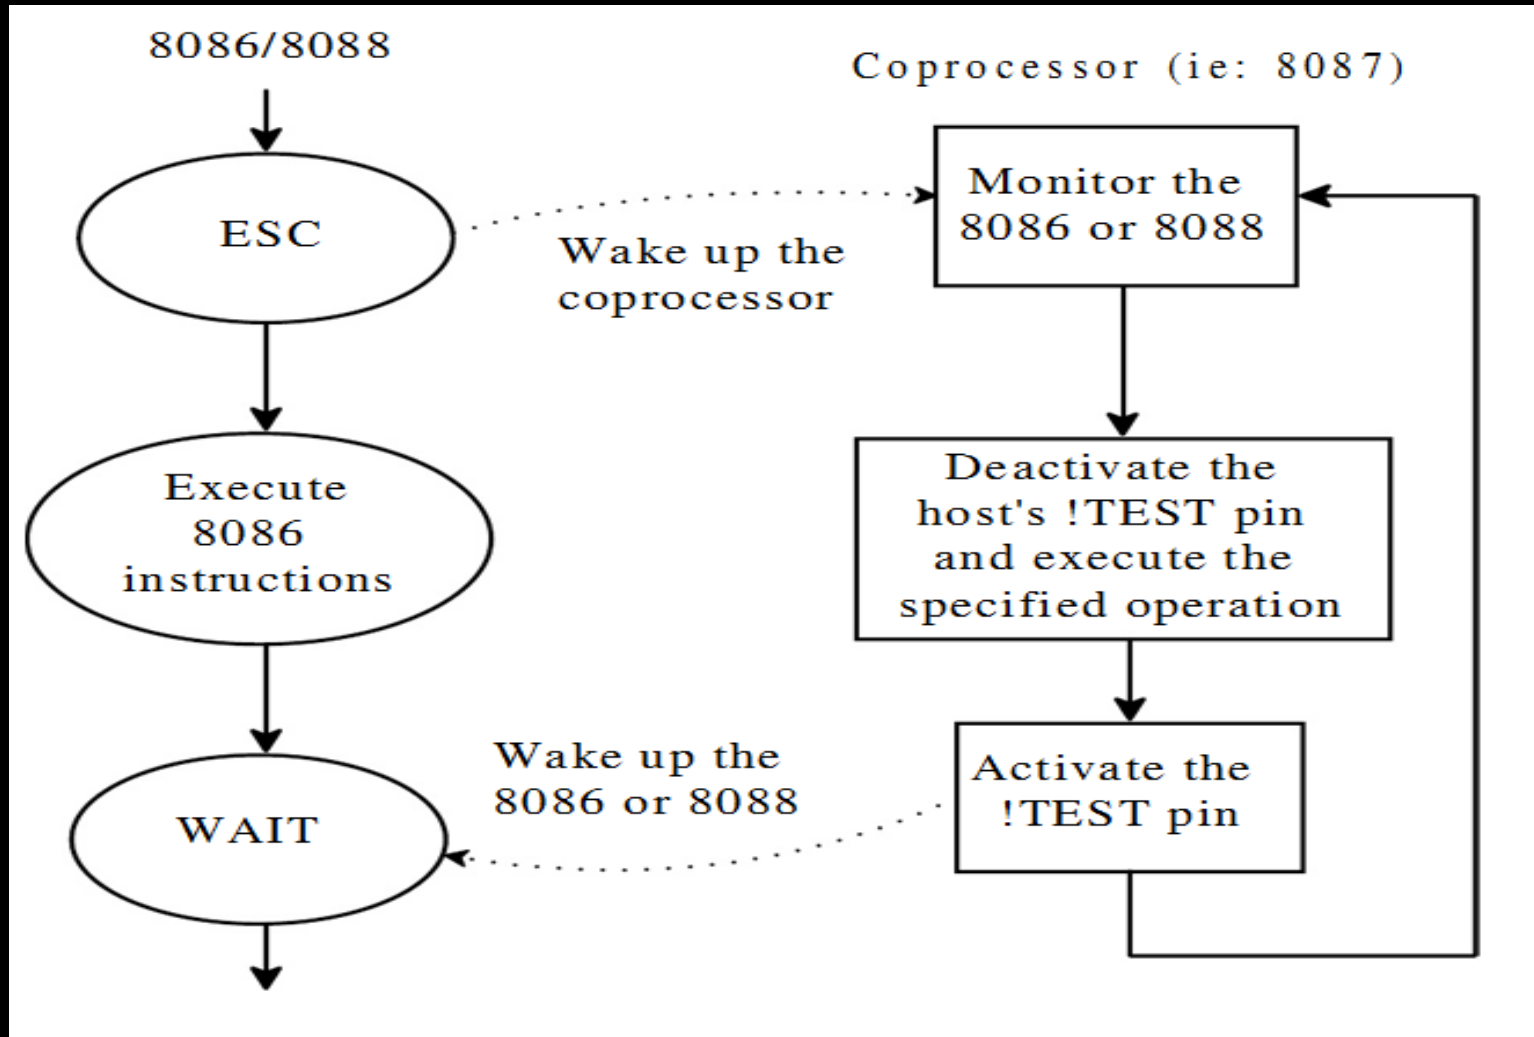 8086/8088
Coprocessor (ie: 8087)
ESC
Wake up the
coprocessor
Monitor the
8086 or 8088
Execute
8086
instructions
Deactivate the
host's !TEST pin
and execute the
specified operation
WAIT
Wake up the
8086 or 8088
Activate the
!TEST pin